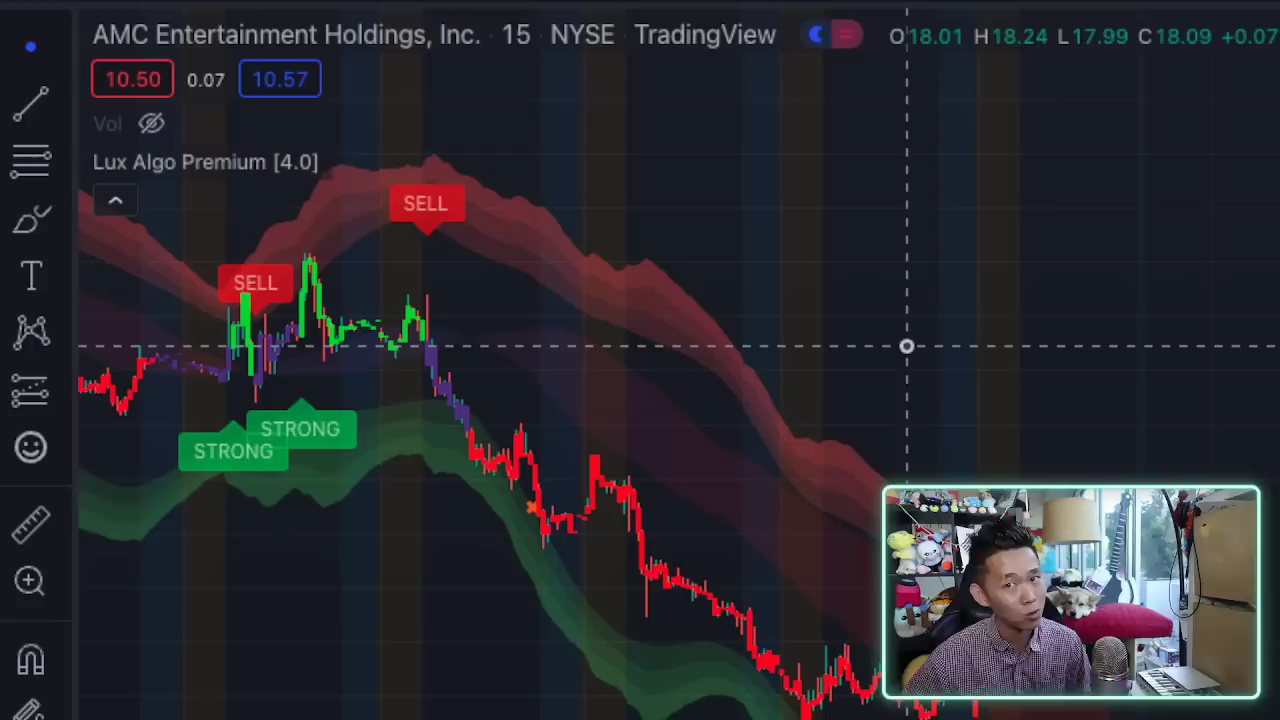 AMC Entertainment Holdings, Inc. · 15 · NYSE · TradingView O18.01 H18.24 L17.99 C18.09 +0.07
10.50 0.07 10.57
Vol
Lux Algo Premium [4.0]
SELL
SELL
STRONG
STRONG